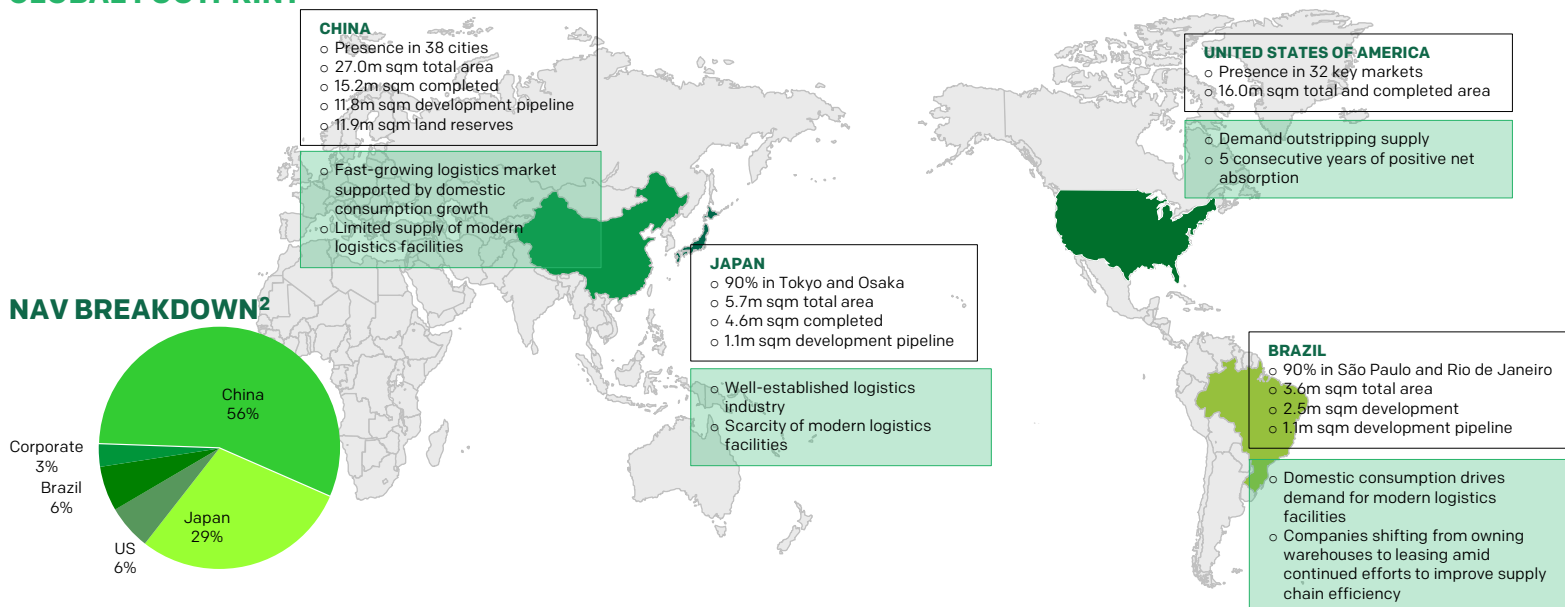 CHINA
○ Presence in 38 cities
○ 27.0m sqm total area
○ 15.2m sqm completed
○ 11.8m sqm development pipeline
○ 11.9m sqm land reserves
○ Fast-growing logistics market
supported by domestic
consumption growth
○ Limited supply of modern
logistics facilities
UNITED STATES OF AMERICA
○ Presence in 32 key markets
○ 16.0m sqm total and completed area
○ Demand outstripping supply
○ 5 consecutive years of positive net
absorption
JAPAN
○ 90% in Tokyo and Osaka
○ 5.7m sqm total area
○ 4.6m sqm completed
○ 1.1m sqm development pipeline
○ Well-established logistics
industry
○ Scarcity of modern logistics
facilities
BRAZIL
○ 90% in São Paulo and Rio de Janeiro
○ 3.6m sqm total area
○ 2.5m sqm development
○ 1.1m sqm development pipeline
○ Domestic consumption drives
demand for modern logistics
facilities
○ Companies shifting from owning
warehouses to leasing amid
continued efforts to improve supply
chain efficiency
NAV BREAKDOWN²
China
56%
Corporate
3%
Brazil
6%
US
6%
Japan
29%